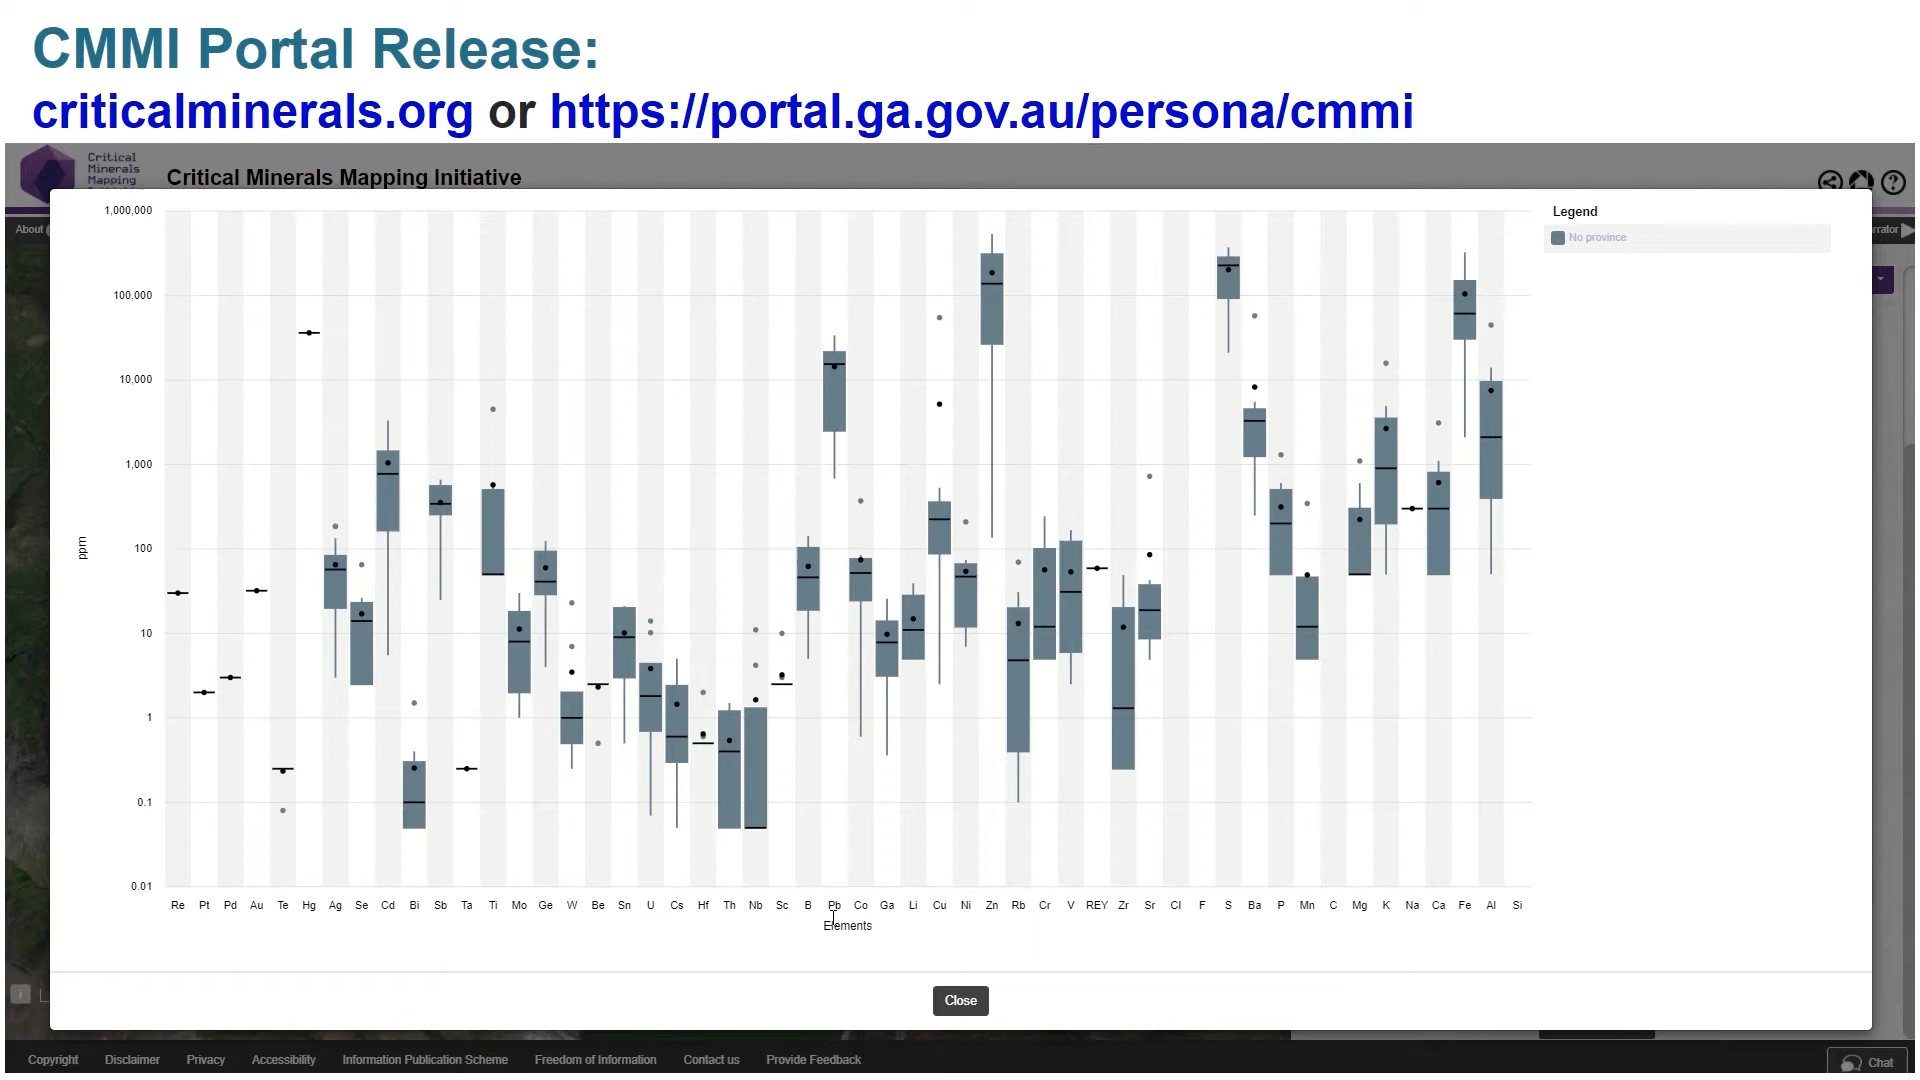 CMMI Portal Release:
criticalminerals.org or https://portal.ga.gov.au/persona/cmmi
Critical
Minerals
Mapping
Critical Minerals Mapping Initiative
About
Legend
No province
1,000,000
100,000
10,000
1,000
100
10
1
0.1
0.01
ppm
Re Pt Pd Au Te Hg Ag Se Cd Bi Sb Ta Ti Mo Ge W Be Sn U Cs Hf Th Nb Sc B Pb Co Ga Li Cu Ni Zn Rb Cr V REY Zr Sr Cl F S Ba P Mn C Mg K Na Ca Fe Al Si
Elements
Close
Copyright Disclaimer Privacy Accessibility Information Publication Scheme Freedom of Information Contact us Provide Feedback
Chat